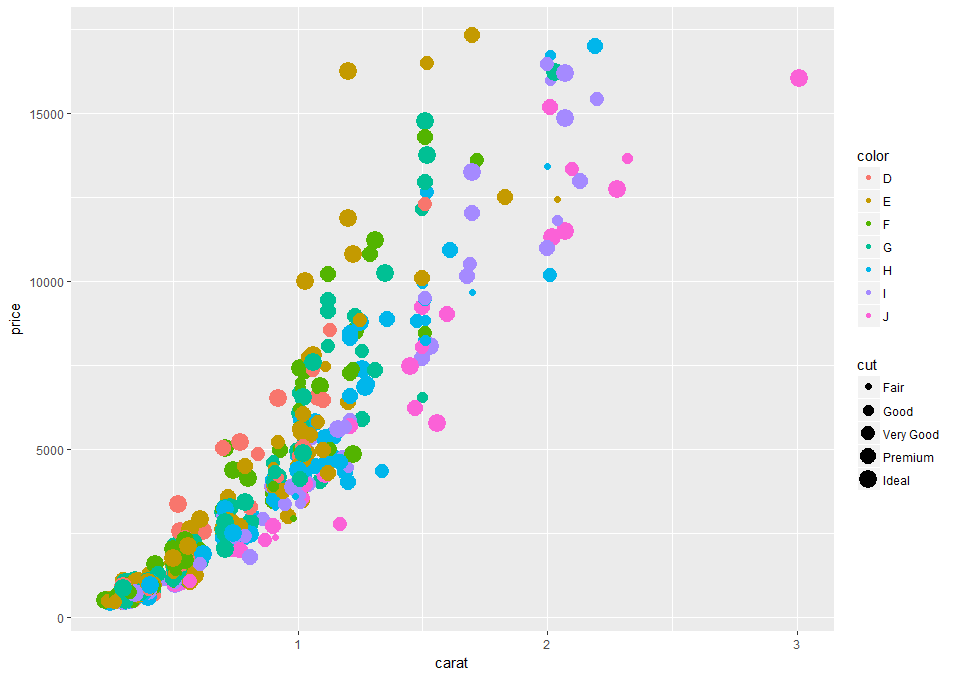 15000
10000
5000
0
price
1
2
3
carat
color
D
E
F
G
H
I
J
cut
Fair
Good
Very Good
Premium
Ideal